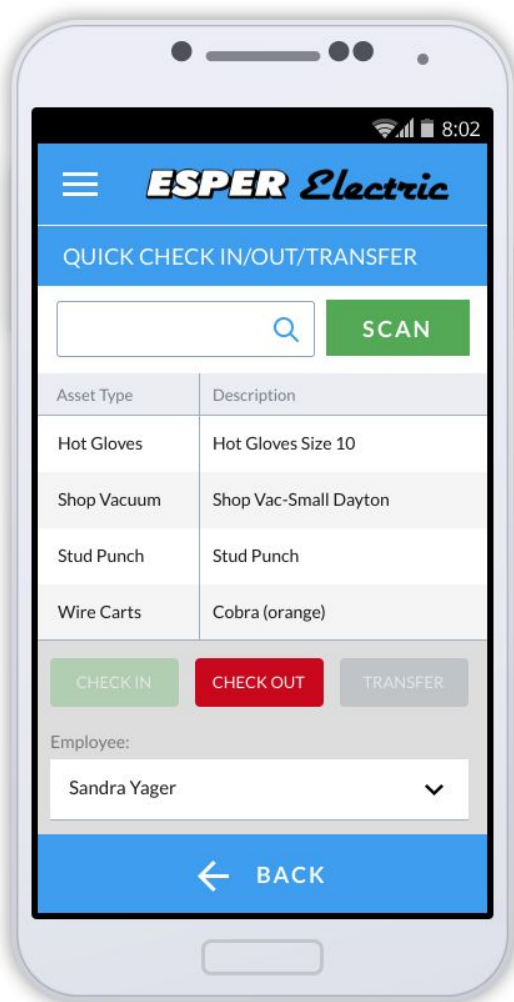 8:02
ESPER Electric
QUICK CHECK IN/OUT/TRANSFER
SCAN
Asset Type Description
Hot Gloves Hot Gloves Size 10
Shop Vacuum Shop Vac-Small Dayton
Stud Punch Stud Punch
Wire Carts Cobra (orange)
CHECK IN CHECK OUT TRANSFER
Employee:
Sandra Yager
BACK